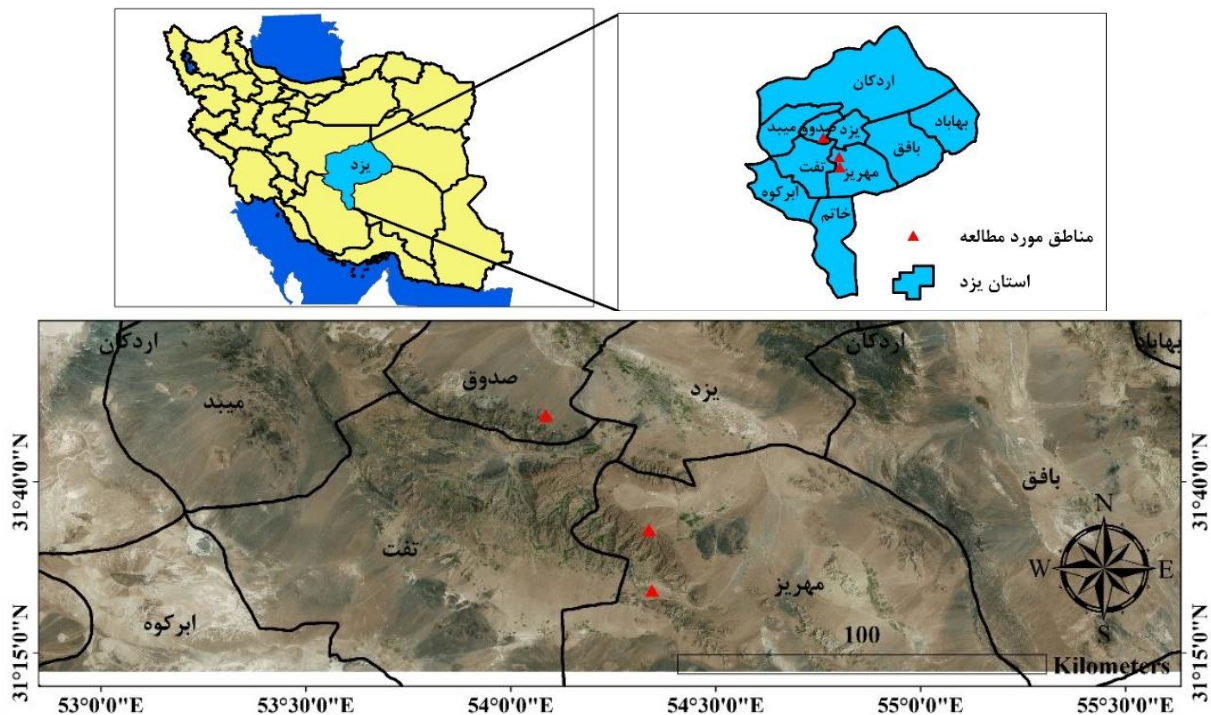 یزد
اردکان
میبد
صدوق
یزد
بهاباد
بافق
تفت
مهریز
ابرکوه
خاتم
مناطق مورد مطالعه
استان یزد
اردکان
صدوق
یزد
اردکان
بهاباد
میبد
بافق
تفت
مهریز
ابرکوه
N
W
E
S
100
Kilometers
31°40'0"N
31°15'0"N
31°40'0"N
31°15'0"N
53°0'0"E
53°30'0"E
54°0'0"E
54°30'0"E
55°0'0"E
55°30'0"E